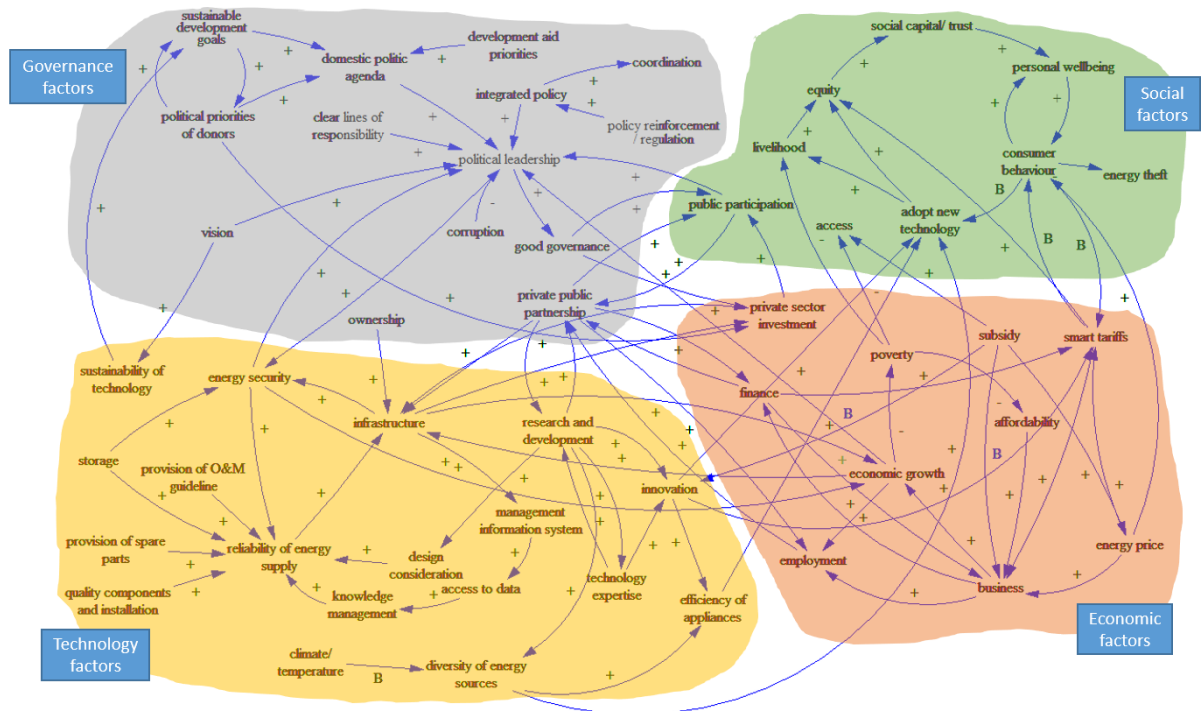 Governance
factors
sustainable
development
goals
domestic politic
agenda
development aid
priorities
coordination
integrated policy
political priorities
of donors
clear lines of
responsibility
policy reinforcement
/ regulation
political leadership
vision
corruption
good governance
private public
partnership
ownership
Social
factors
social capital/ trust
personal wellbeing
equity
livelihood
consumer
behaviour
energy theft
public participation
access
adopt new
technology
B
B
B
private sector
investment
subsidy
smart tariffs
poverty
finance
affordability
B
B
economic growth
employment
business
energy price
Economic
factors
sustainability of
technology
energy security
infrastructure
research and
development
storage
provision of O&M
guideline
innovation
management
information system
provision of spare
parts
reliability of energy
supply
design
consideration
access to data
technology
expertise
quality components
and installation
knowledge
management
efficiency of
appliances
Technology
factors
climate/
temperature
B
diversity of energy
sources